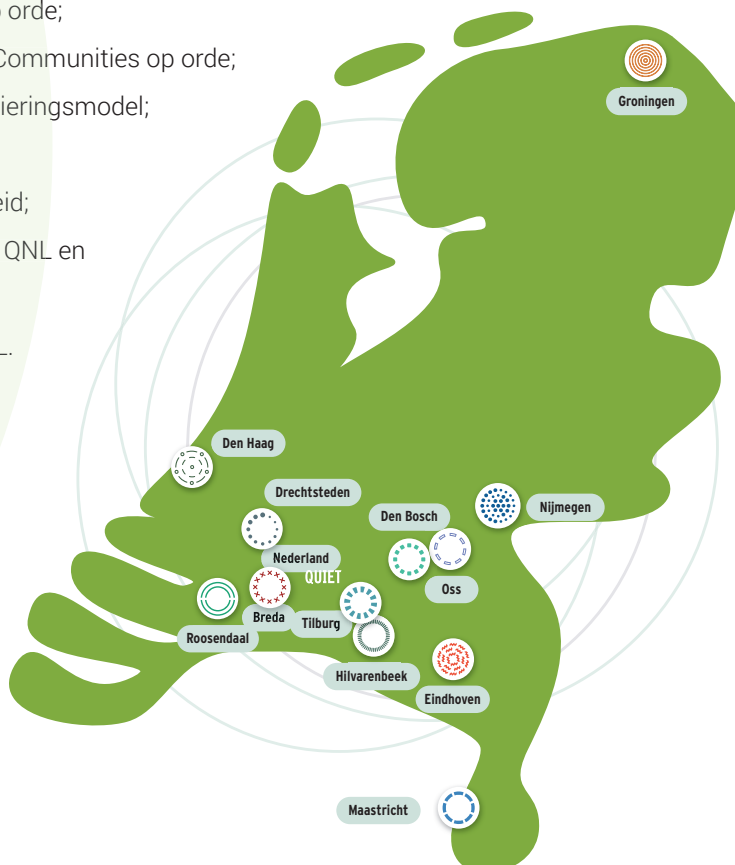 orde;
Communities op orde;
ieringsmodel;
eid;
QNL en
Groningen
Den Haag
Drechtsteden
Den Bosch
Nijmegen
Nederland
QUIET
Oss
Breda
Tilburg
Roosendaal
Hilvarenbeek
Eindhoven
Maastricht